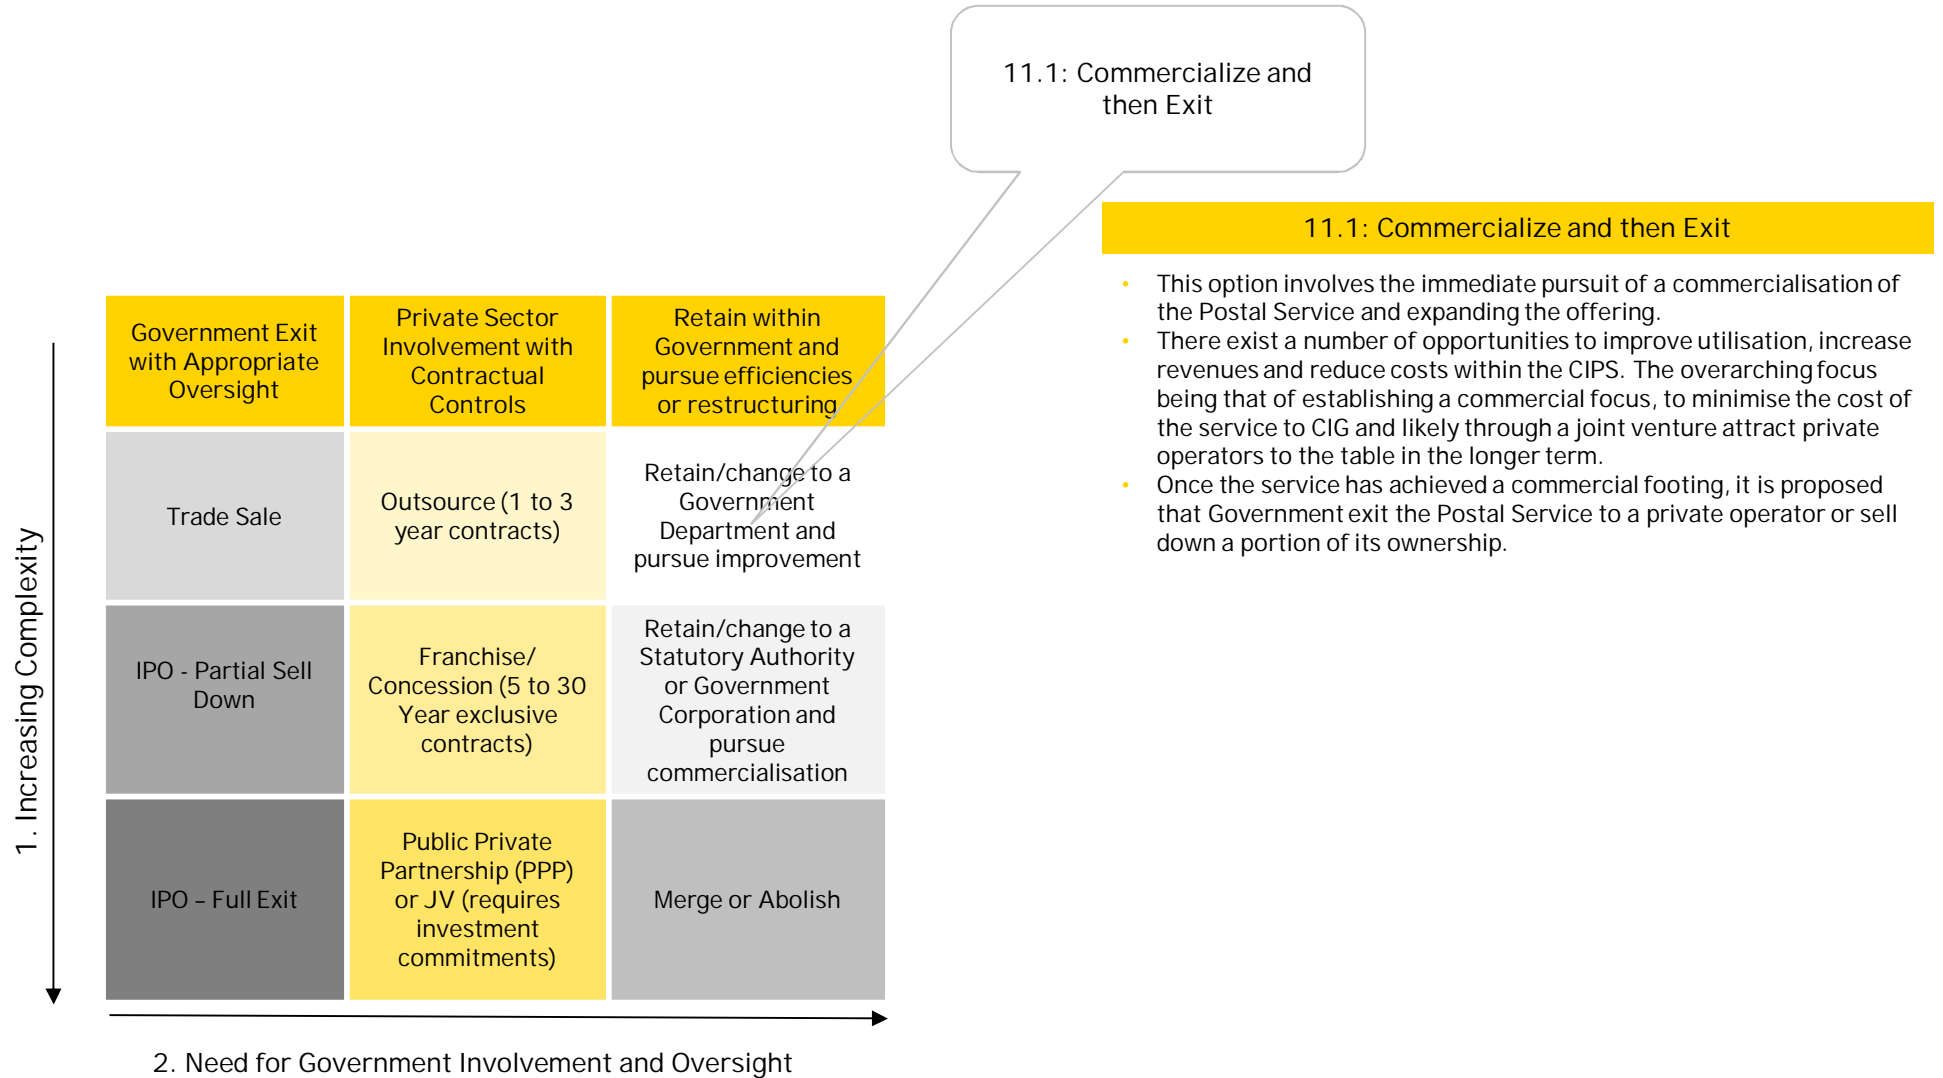 11.1: Commercialize and
then Exit
11.1: Commercialize and then Exit
• This option involves the immediate pursuit of a commercialisation of
the Postal Service and expanding the offering.
• There exist a number of opportunities to improve utilisation, increase
revenues and reduce costs within the CIPS. The overarching focus
being that of establishing a commercial focus, to minimise the cost of
the service to CIG and likely through a joint venture attract private
operators to the table in the longer term.
• Once the service has achieved a commercial footing, it is proposed
that Government exit the Postal Service to a private operator or sell
down a portion of its ownership.
1. Increasing Complexity
Government Exit
with Appropriate
Oversight
Private Sector
Involvement with
Contractual
Controls
Retain within
Government and
pursue efficiencies
or restructuring
Trade Sale
Outsource (1 to 3
year contracts)
Retain/change to a
Government
Department and
pursue improvement
IPO - Partial Sell
Down
Franchise/
Concession (5 to 30
Year exclusive
contracts)
Retain/change to a
Statutory Authority
or Government
Corporation and
pursue
commercialisation
IPO – Full Exit
Public Private
Partnership (PPP)
or JV (requires
investment
commitments)
Merge or Abolish
2. Need for Government Involvement and Oversight